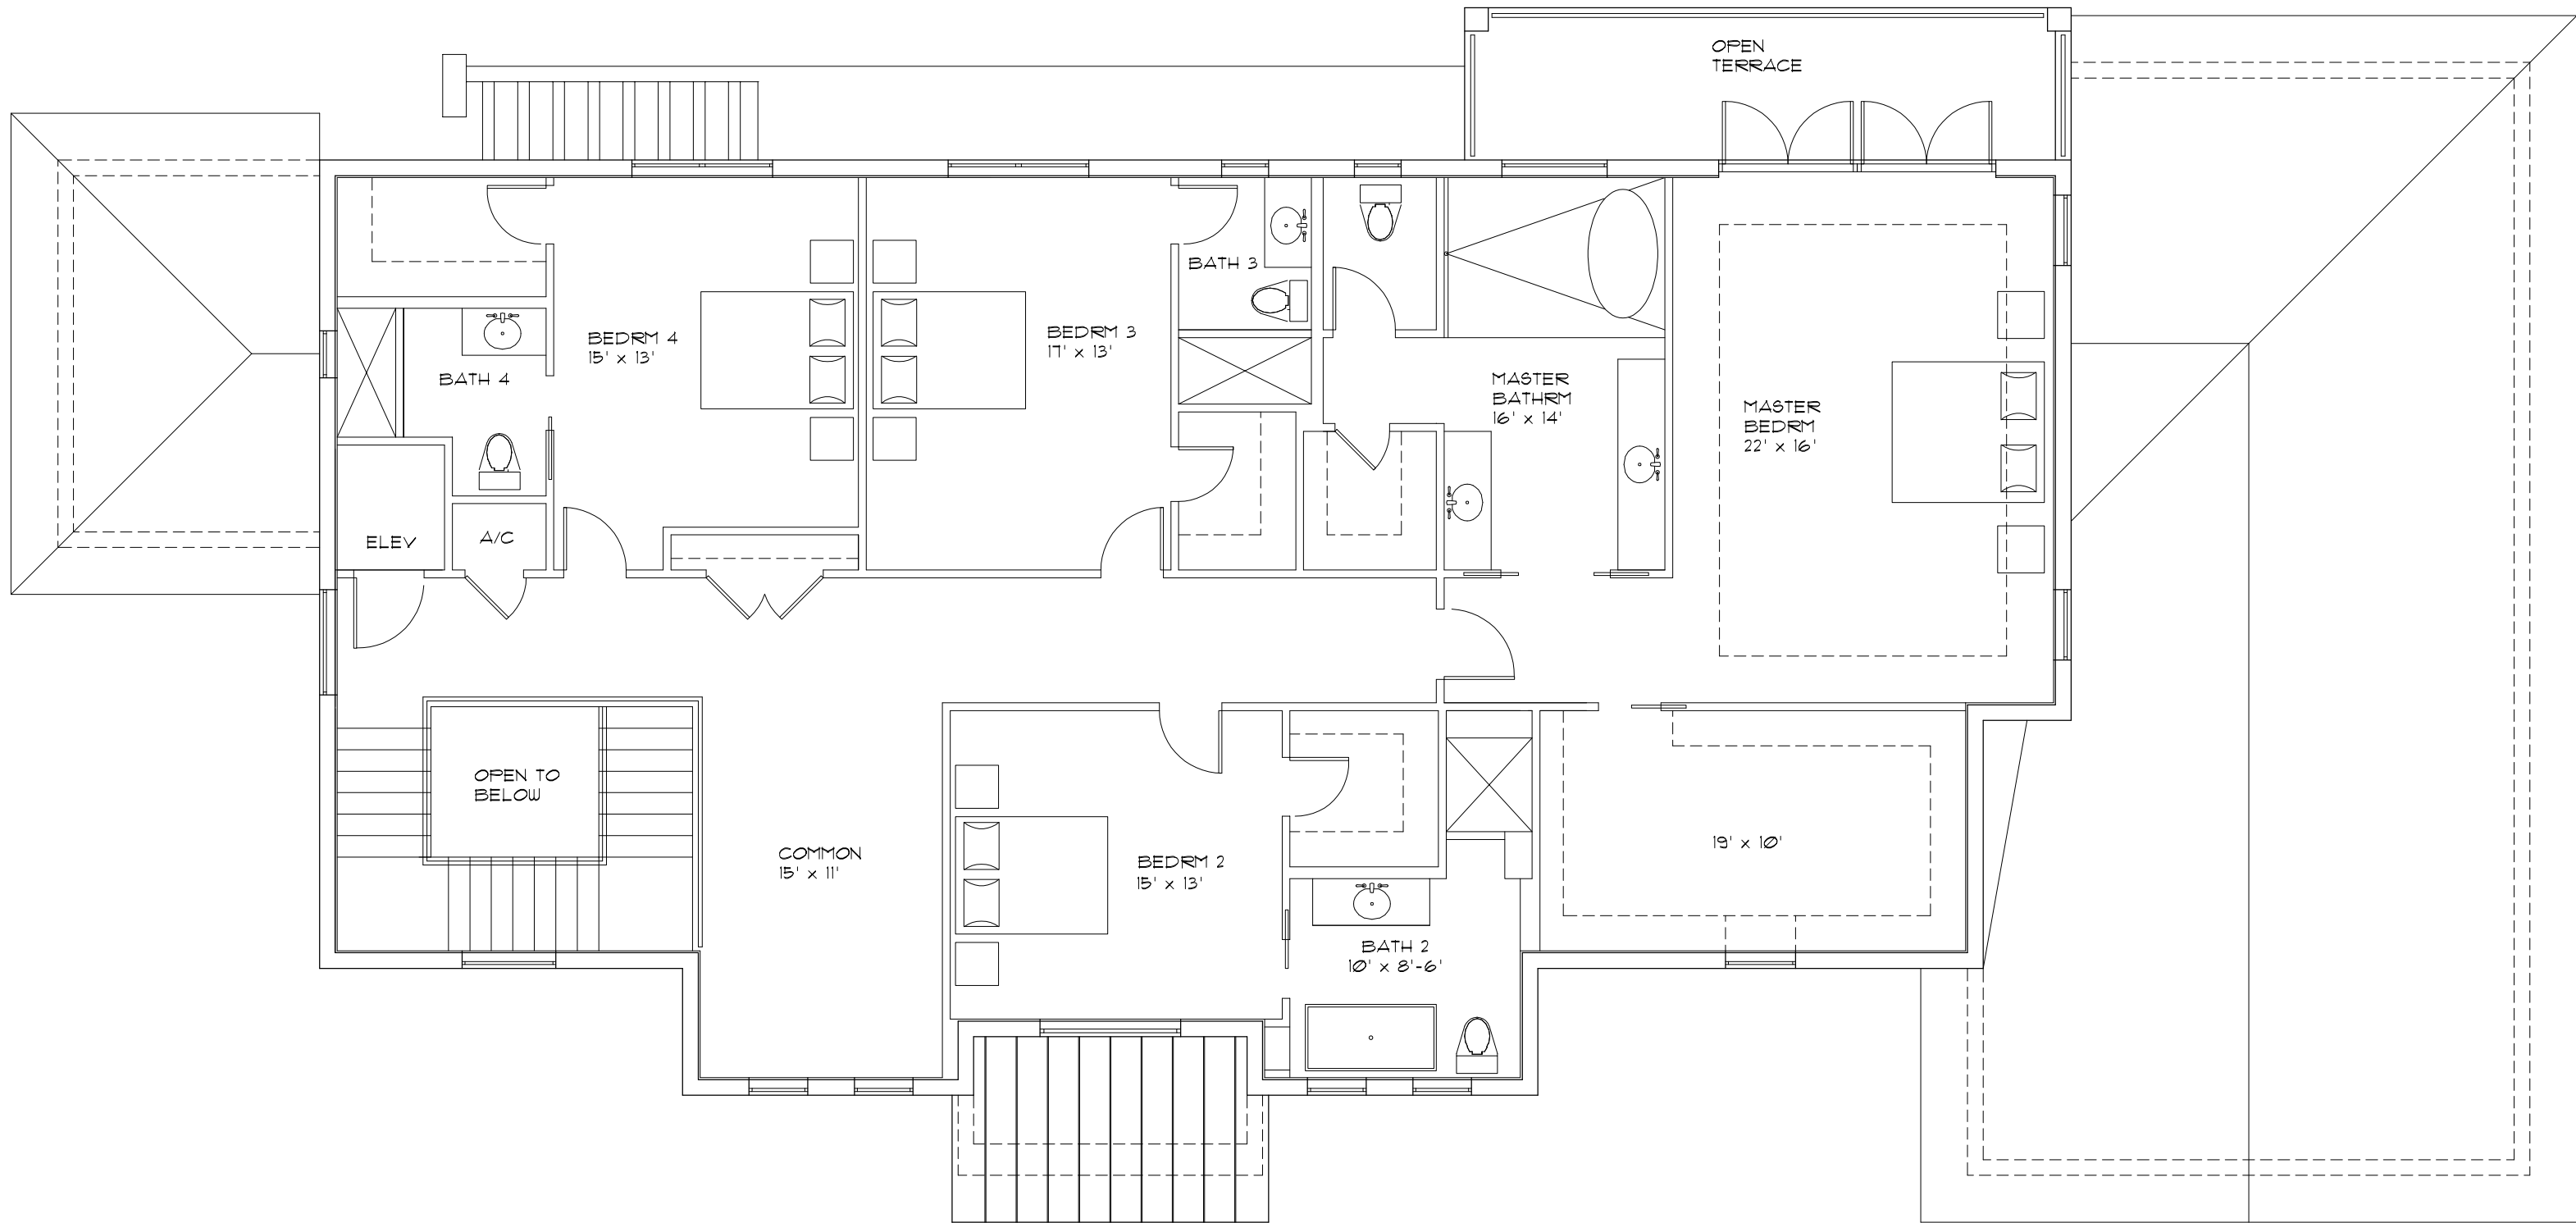 OPEN
TERRACE
BATH 3
BEDRM 4
15' x 13'
BEDRM 3
17' x 13'
BATH 4
MASTER
BATHRM
16' x 14'
MASTER
BEDRM
22' x 16'
ELEV
A/C
OPEN TO
BELOW
COMMON
15' x 11'
BEDRM 2
15' x 13'
19' x 10'
BATH 2
10' x 8'-6'